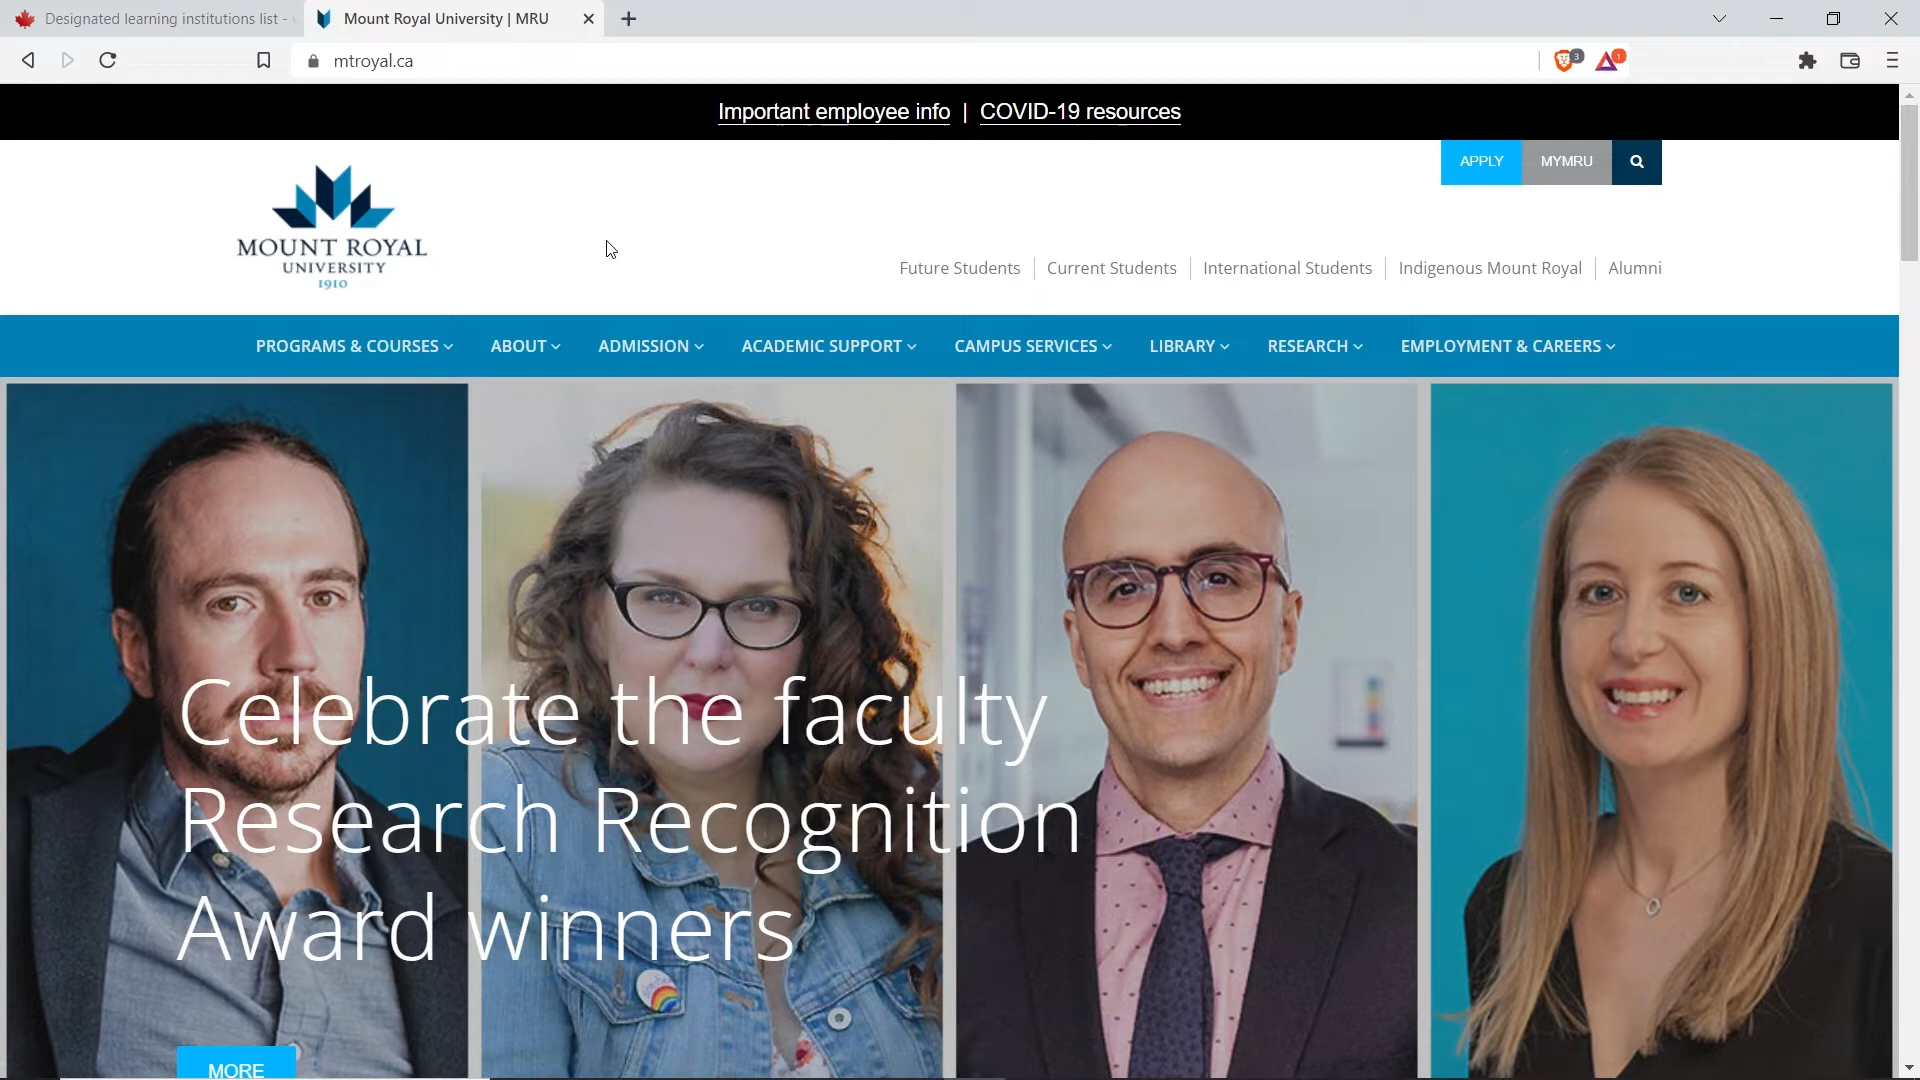 Designated learning institutions list -
Mount Royal University | MRU
mtroyal.ca
3
1
Important employee info | COVID-19 resources
APPLY
MYMRU
MOUNT ROYAL
UNIVERSITY
1910
Future Students
Current Students
International Students
Indigenous Mount Royal
Alumni
PROGRAMS & COURSES
ABOUT
ADMISSION
ACADEMIC SUPPORT
CAMPUS SERVICES
LIBRARY
RESEARCH
EMPLOYMENT & CAREERS
Celebrate the faculty
Research Recognition
Award winners
MORE